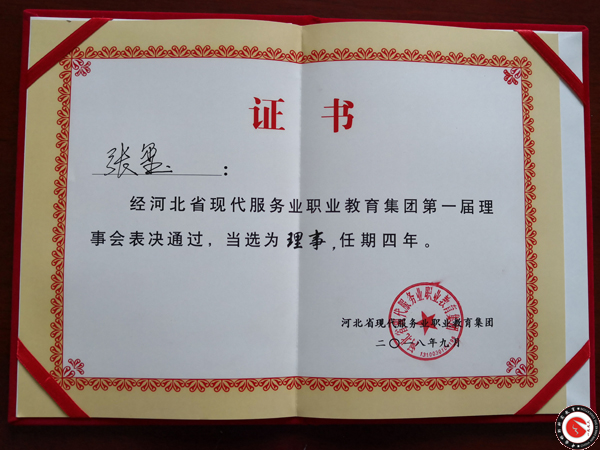 证 书
张墨：
经河北省现代服务业职业教育集团第一届理
事会表决通过，当选为理事，任期四年。
河北省现代服务业职业教育集团
二〇一八年九月